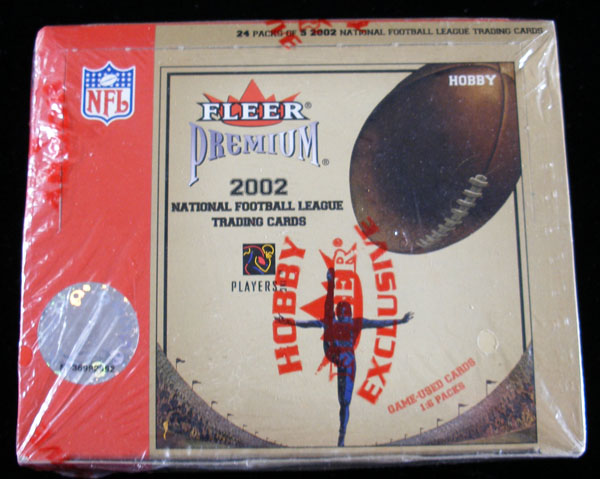 24 PACKS OF 5 2002 NATIONAL FOOTBALL LEAGUE TRADING CARDS
NFL
HOBBY
FLEER®
PREMIUM®
2002
NATIONAL FOOTBALL LEAGUE
TRADING CARDS
PLAYERS
HOBBY
FLEER®
EXCLUSIVE
GAME-USED CARDS
1:6 PACKS